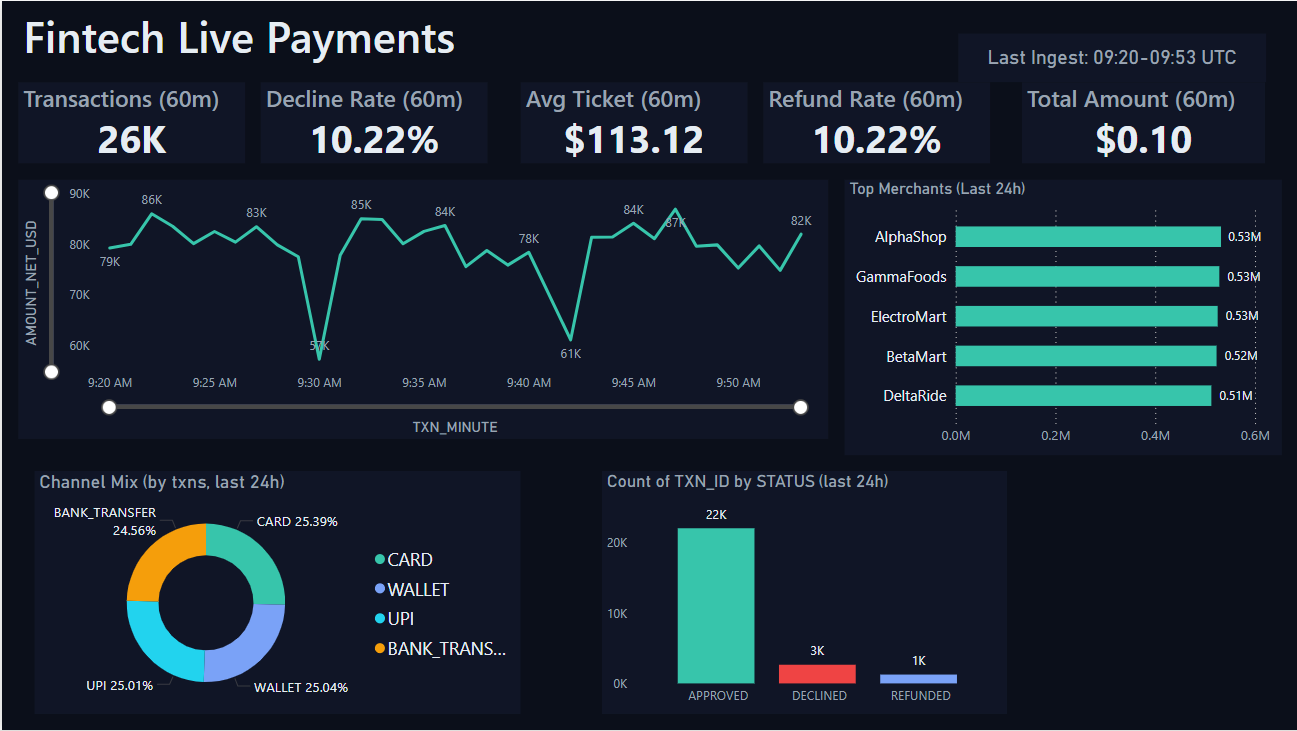 Fintech Live Payments
Last Ingest: 09:20-09:53 UTC
Transactions (60m)
26K
Decline Rate (60m)
10.22%
Avg Ticket (60m)
$113.12
Refund Rate (60m)
10.22%
Total Amount (60m)
$0.10
AMOUNT_NET_USD
90K
80K
70K
60K
79K
86K
83K
57K
85K
84K
78K
61K
84K
87K
82K
9:20 AM
9:25 AM
9:30 AM
9:35 AM
9:40 AM
9:45 AM
9:50 AM
TXN_MINUTE
Top Merchants (Last 24h)
AlphaShop
0.53M
GammaFoods
0.53M
ElectroMart
0.53M
BetaMart
0.52M
DeltaRide
0.51M
0.0M
0.2M
0.4M
0.6M
Channel Mix (by txns, last 24h)
BANK_TRANSFER
24.56%
CARD 25.39%
UPI 25.01%
WALLET 25.04%
CARD
WALLET
UPI
BANK_TRANS...
Count of TXN_ID by STATUS (last 24h)
20K
10K
0K
22K
3K
1K
APPROVED
DECLINED
REFUNDED